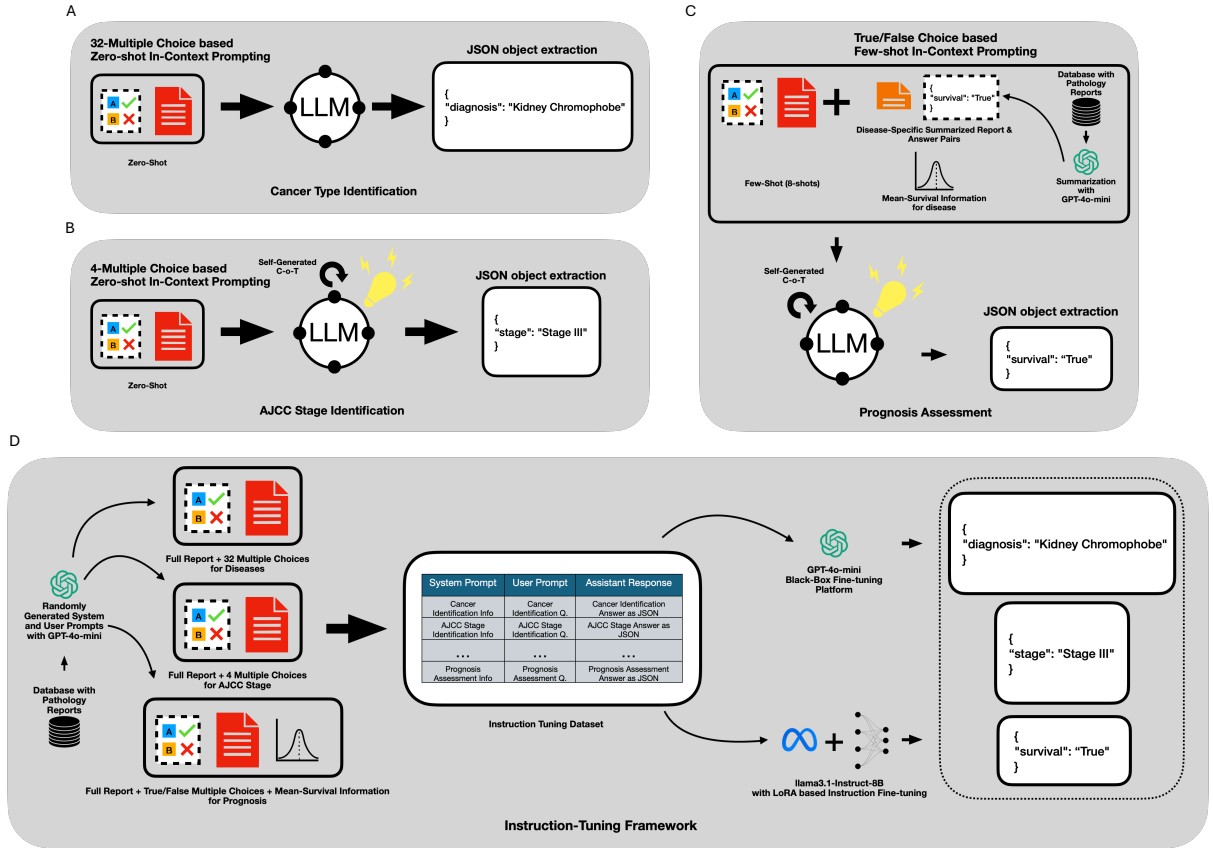 A
32-Multiple Choice based
Zero-shot In-Context Prompting
A
B
Zero-Shot
LLM
JSON object extraction
{
"diagnosis": "Kidney Chromophobe"
}
Cancer Type Identification
B
4-Multiple Choice based
Zero-shot In-Context Prompting
A
B
Zero-Shot
Self-Generated
C-o-T
LLM
JSON object extraction
{
“stage": "Stage III"
}
AJCC Stage Identification
C
True/False Choice based
Few-shot In-Context Prompting
A
B
Few-Shot (8-shots)
{
"survival": “True"
}
Disease-Specific Summarized Report &
Answer Pairs
Mean-Survival Information
for disease
Database with
Pathology
Reports
Summarization
with
GPT-4o-mini
Self-Generated
C-o-T
LLM
JSON object extraction
{
"survival": “True"
}
Prognosis Assessment
D
Randomly
Generated System
and User Prompts
with GPT-4o-mini
Database with
Pathology
Reports
A
B
Full Report + 32 Multiple Choices
for Diseases
A
B
Full Report + 4 Multiple Choices
for AJCC Stage
A
B
Full Report + True/False Multiple Choices + Mean-Survival Information
for Prognosis
System Prompt User Prompt Assistant Response
Cancer Identification Info Cancer Identification Q. Cancer Identification Answer as JSON
AJCC Stage Identification Info AJCC Stage Identification Q. AJCC Stage Answer as JSON
... ... ...
Prognosis Assessment Info Prognosis Assessment Q. Prognosis Assessment Answer as JSON
Instruction Tuning Dataset
GPT-4o-mini
Black-Box Fine-tuning
Platform
llama3.1-Instruct-8B
with LoRA based Instruction Fine-tuning
{
"diagnosis": "Kidney Chromophobe"
}
{
“stage": "Stage III"
}
{
"survival": “True"
}
Instruction-Tuning Framework